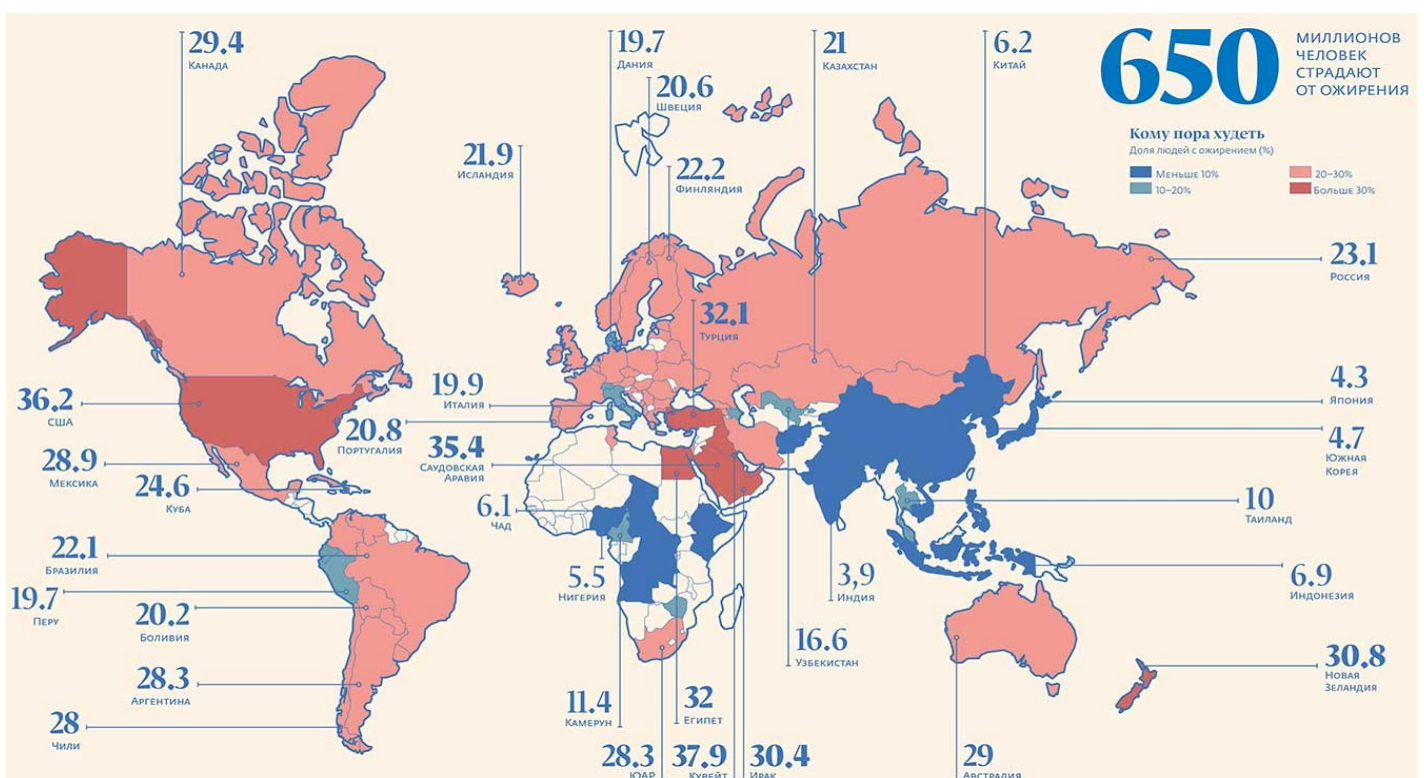 29.4
КАНАДА
19.7
ДАНИЯ
20.6
ШВЕЦИЯ
21
КАЗАХСТАН
6.2
КИТАЙ
650
МИЛЛИОНОВ
ЧЕЛОВЕК
СТРАДАЮТ
ОТ ОЖИРЕНИЯ
Кому пора худеть
Доля людей с ожирением (%)
МЕНЬШЕ 10%
10–20%
20–30%
БОЛЬШЕ 30%
21.9
ИСЛАНДИЯ
22.2
ФИНЛЯНДИЯ
23.1
РОССИЯ
32.1
ТУРЦИЯ
36.2
США
19.9
ИТАЛИЯ
20.8
ПОРТУГАЛИЯ
4.3
ЯПОНИЯ
4.7
ЮЖНАЯ
КОРЕЯ
28.9
МЕКСИКА
24.6
КУБА
35.4
САУДОВСКАЯ
АРАВИЯ
6.1
ЧАД
10
ТАИЛАНД
22.1
БРАЗИЛИЯ
5.5
НИГЕРИЯ
3,9
ИНДИЯ
6.9
ИНДОНЕЗИЯ
19.7
ПЕРУ
20.2
БОЛИВИЯ
16.6
УЗБЕКИСТАН
30.8
НОВАЯ
ЗЕЛАНДИЯ
28.3
АРГЕНТИНА
11.4
КАМЕРУН
32
ЕГИПЕТ
28
ЧИЛИ
28.3
ЮАР
37.9
КУВЕЙТ
30.4
ИРАК
29
АВСТРАЛИЯ